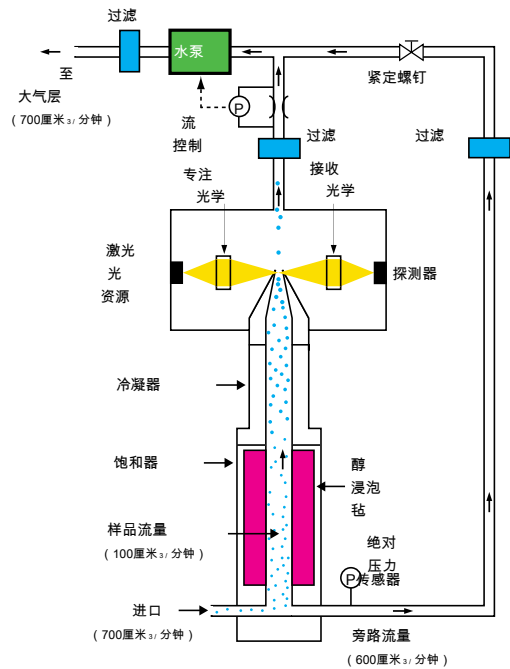 过滤
水泵
至
大气层
（700厘米3/分钟）
紧定螺钉
P
流
控制
过滤
过滤
专注
光学
接收
光学
激光
光
资源
探测器
冷凝器
饱和器
醇
浸泡
毡
样品流量
（100厘米3/分钟）
绝对
压力
P传感器
进口
（700厘米3/分钟）
旁路流量
（600厘米3/分钟）